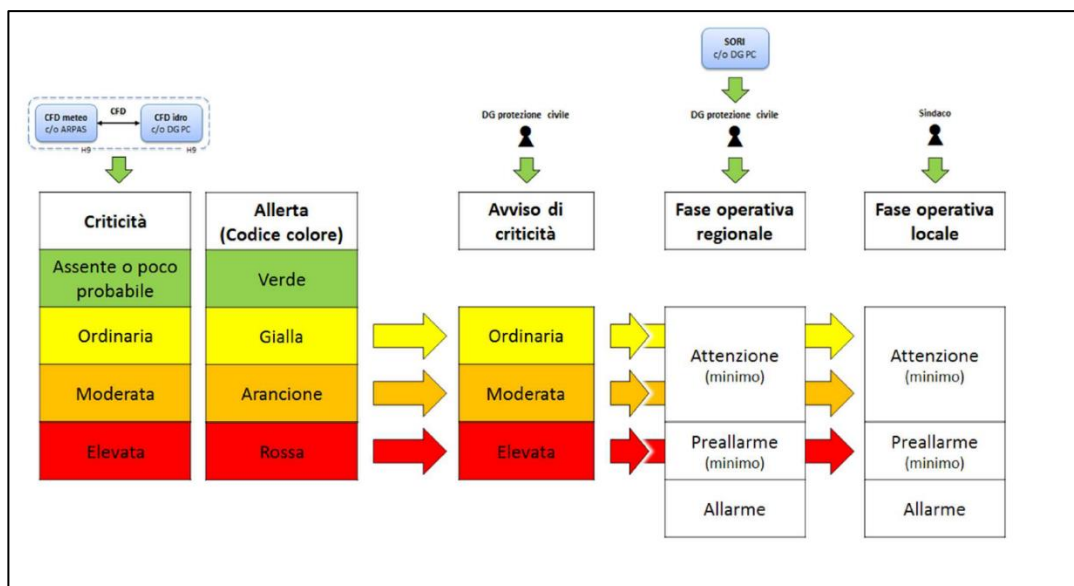 SORI
c/o DG PC
CFD meteo
c/o ARPAS
CFD
CFD idro
c/o DG PC
H9
H9
DG protezione civile
DG protezione civile
Sindaco
Criticità
Allerta
(Codice colore)
Avviso di
criticità
Fase operativa
regionale
Fase operativa
locale
Assente o poco
probabile
Verde
Ordinaria
Gialla
Ordinaria
Attenzione
(minimo)
Attenzione
(minimo)
Moderata
Arancione
Moderata
Elevata
Rossa
Elevata
Preallarme
(minimo)
Preallarme
(minimo)
Allarme
Allarme